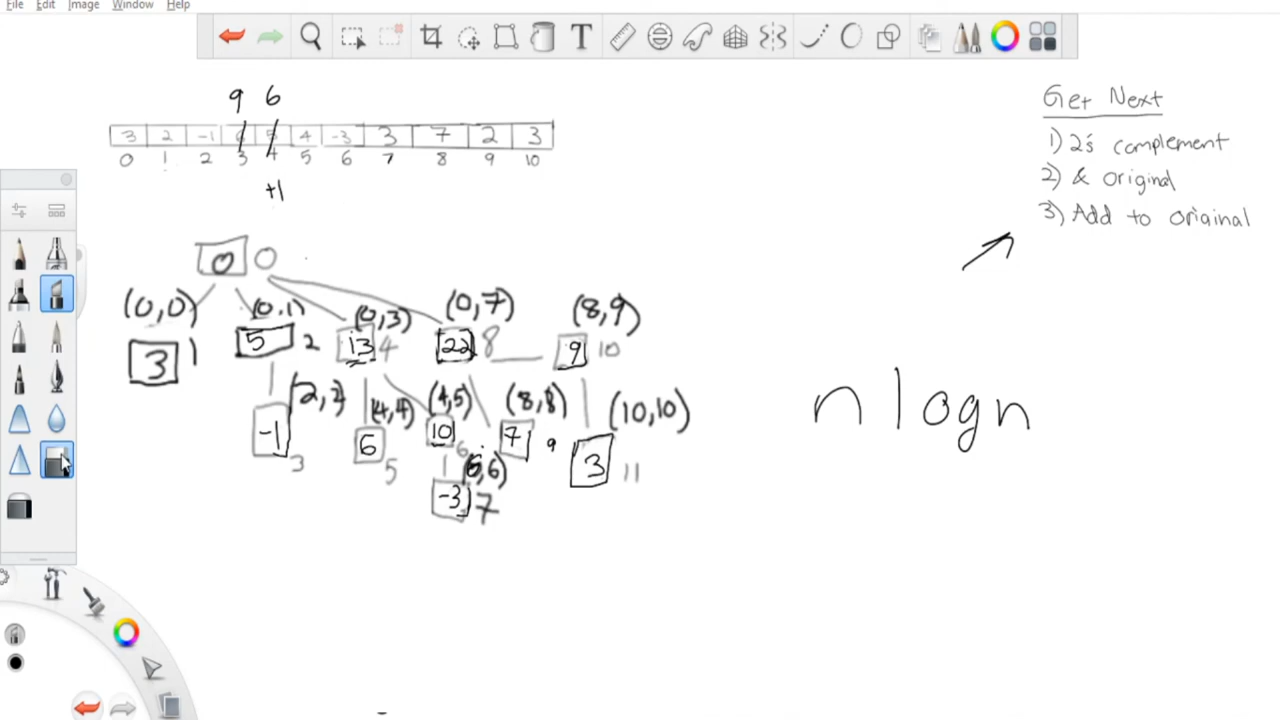 File Edit Image Window Help
T
9 6
3 2 -1 5 4 -3 3 7 2 3
0 1 2 3 4 5 6 7 8 9 10
+1
Get Next
1) 2's complement
2) & original
3) Add to original
0 0
(0,0) (0,1) (0,3) (0,7) (8,9)
3 1 5 2 13 4 22 8 9 10
(2,2) (4,4) (4,5) (8,8) (10,10)
-1 3 6 5 10 6 7 9 3 11
(6,6)
-3 7
n log n